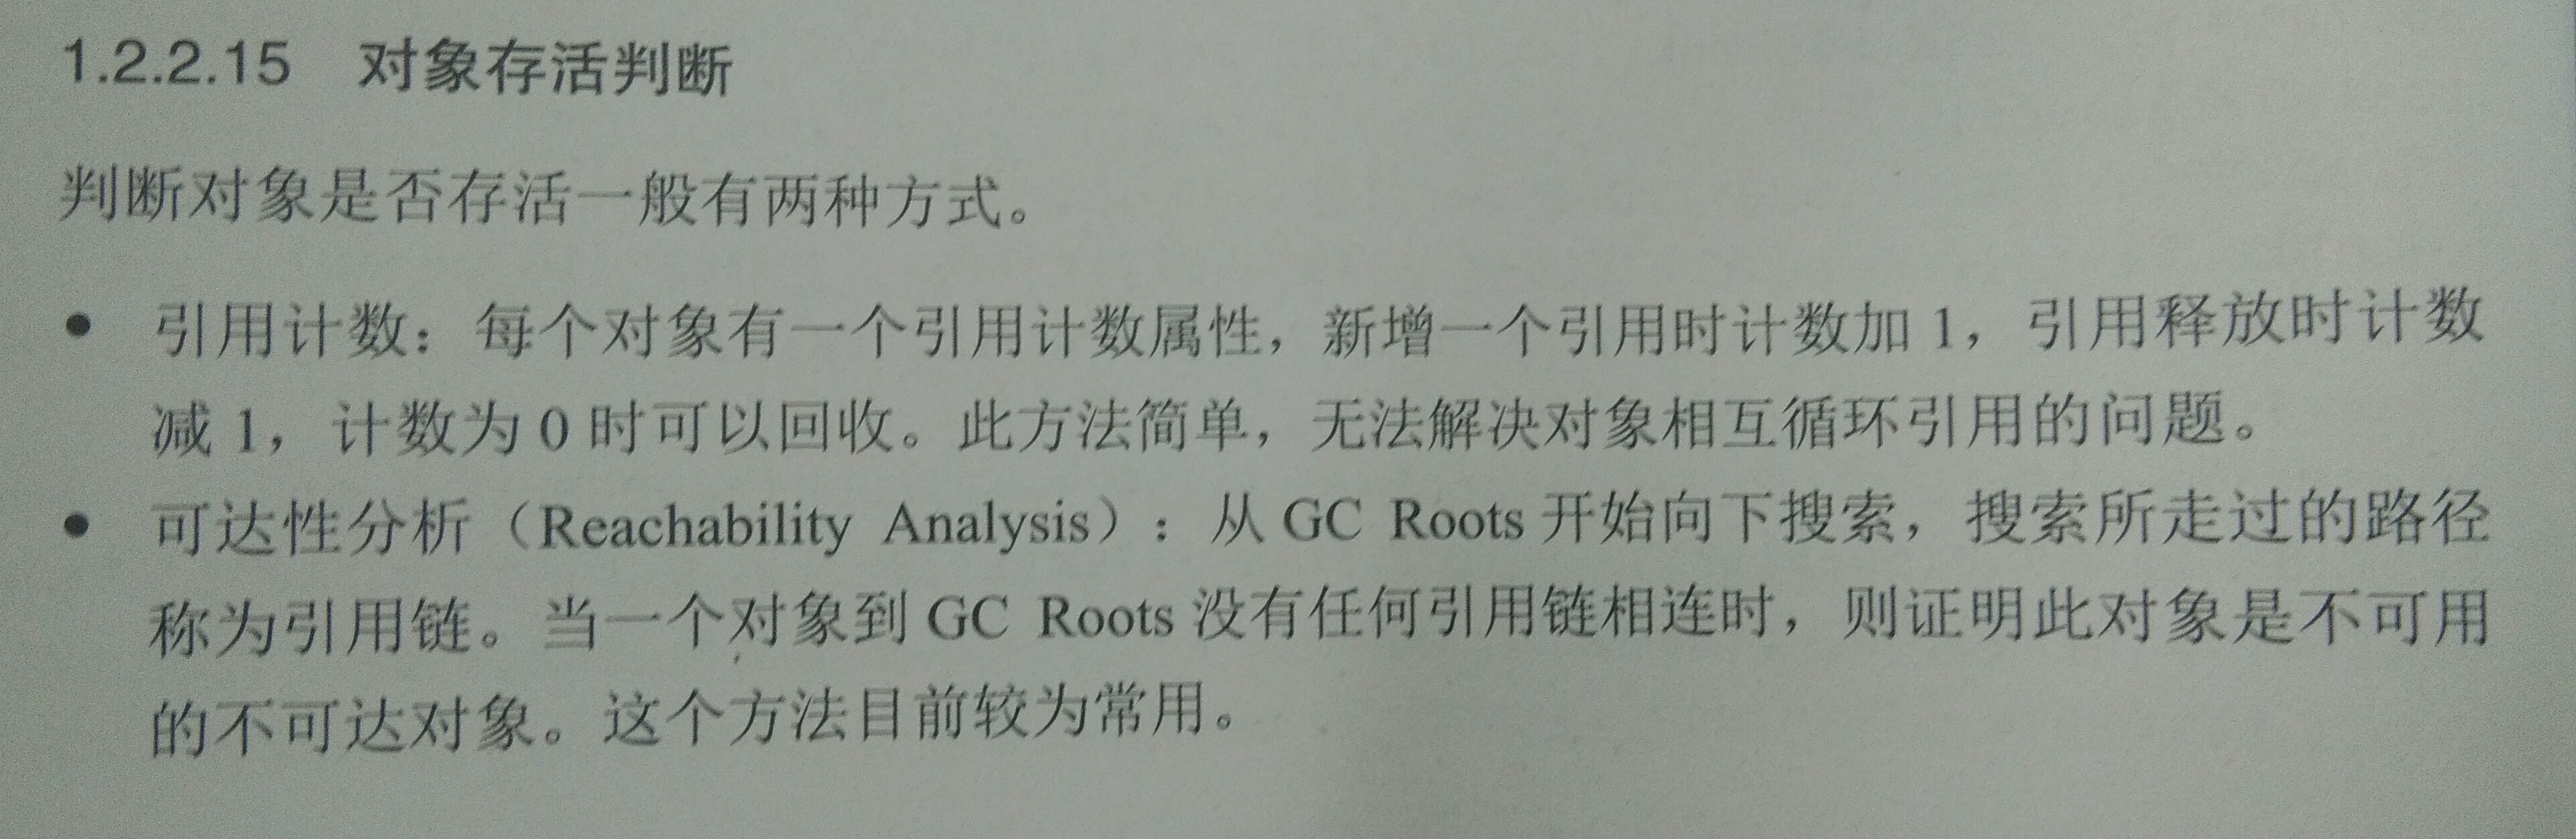 1.2.2.15 对象存活判断
判断对象是否存活一般有两种方式。
• 引用计数：每个对象有一个引用计数属性，新增一个引用时计数加 1，引用释放时计数
减 1，计数为 0 时可以回收。此方法简单，无法解决对象相互循环引用的问题。
• 可达性分析（Reachability Analysis）：从 GC Roots 开始向下搜索，搜索所走过的路径
称为引用链。当一个对象到 GC Roots 没有任何引用链相连时，则证明此对象是不可用
的不可达对象。这个方法目前较为常用。